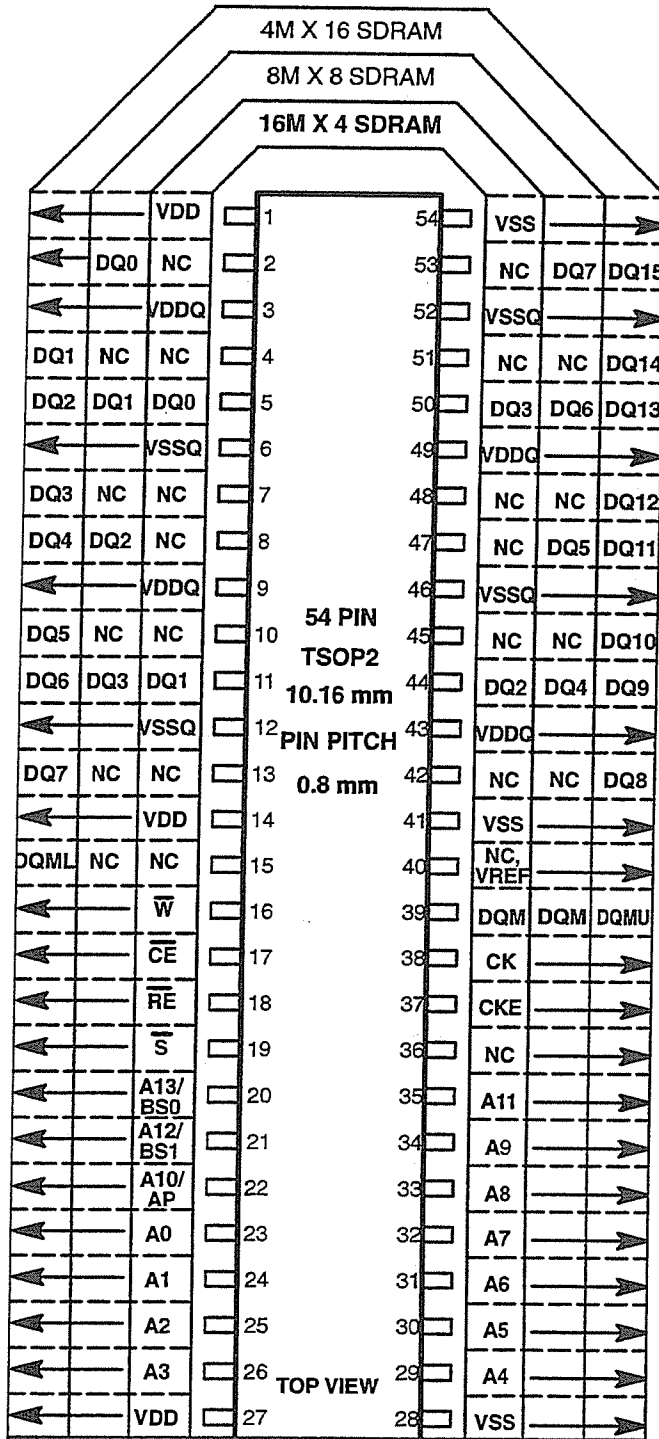 4M X 16 SDRAM
8M X 8 SDRAM
16M X 4 SDRAM
VDD 1 54 VSS
DQ0 NC 2 53 NC DQ7 DQ15
VDDQ 3 52 VSSQ
DQ1 NC NC 4 51 NC NC DQ14
DQ2 DQ1 DQ0 5 50 DQ3 DQ6 DQ13
VSSQ 6 49 VDDQ
DQ3 NC NC 7 48 NC NC DQ12
DQ4 DQ2 NC 8 47 NC DQ5 DQ11
VDDQ 9 46 VSSQ
54 PIN
DQ5 NC NC 10 45 NC NC DQ10
TSOP2
DQ6 DQ3 DQ1 11 44 DQ2 DQ4 DQ9
10.16 mm
VSSQ 12 43 VDDQ
PIN PITCH
DQ7 NC NC 13 42 NC NC DQ8
0.8 mm
VDD 14 41 VSS
DQML NC NC 15 40 NC,
VREF
W̅ 16 39 DQM DQM DQMU
C̅E̅ 17 38 CK
R̅E̅ 18 37 CKE
S̅ 19 36 NC
A13/
BS0 20 35 A11
A12/
BS1 21 34 A9
A10/
AP 22 33 A8
A0 23 32 A7
A1 24 31 A6
A2 25 30 A5
A3 26 29 A4
TOP VIEW
VDD 27 28 VSS